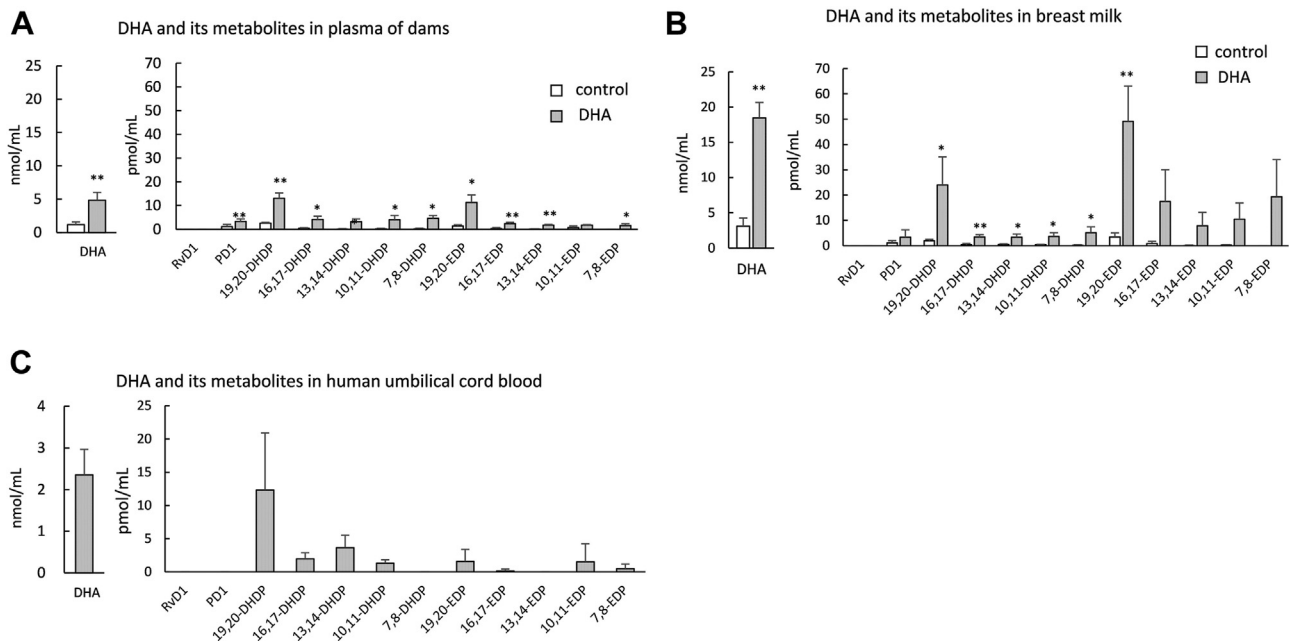 A
DHA and its metabolites in plasma of dams
nmol/mL
25
20
15
10
5
0
**
DHA
pmol/mL
70
60
50
40
30
20
10
0
control
DHA
**
**
*
*
*
*
*
**
**
*
RvD1
PD1
19,20-DHDP
16,17-DHDP
13,14-DHDP
10,11-DHDP
7,8-DHDP
19,20-EDP
16,17-EDP
13,14-EDP
10,11-EDP
7,8-EDP
B
DHA and its metabolites in breast milk
nmol/mL
25
20
15
10
5
0
**
DHA
pmol/mL
70
60
50
40
30
20
10
0
control
DHA
*
**
*
*
*
**
RvD1
PD1
19,20-DHDP
16,17-DHDP
13,14-DHDP
10,11-DHDP
7,8-DHDP
19,20-EDP
16,17-EDP
13,14-EDP
10,11-EDP
7,8-EDP
C
DHA and its metabolites in human umbilical cord blood
nmol/mL
4
3
2
1
0
DHA
pmol/mL
25
20
15
10
5
0
RvD1
PD1
19,20-DHDP
16,17-DHDP
13,14-DHDP
10,11-DHDP
7,8-DHDP
19,20-EDP
16,17-EDP
13,14-EDP
10,11-EDP
7,8-EDP